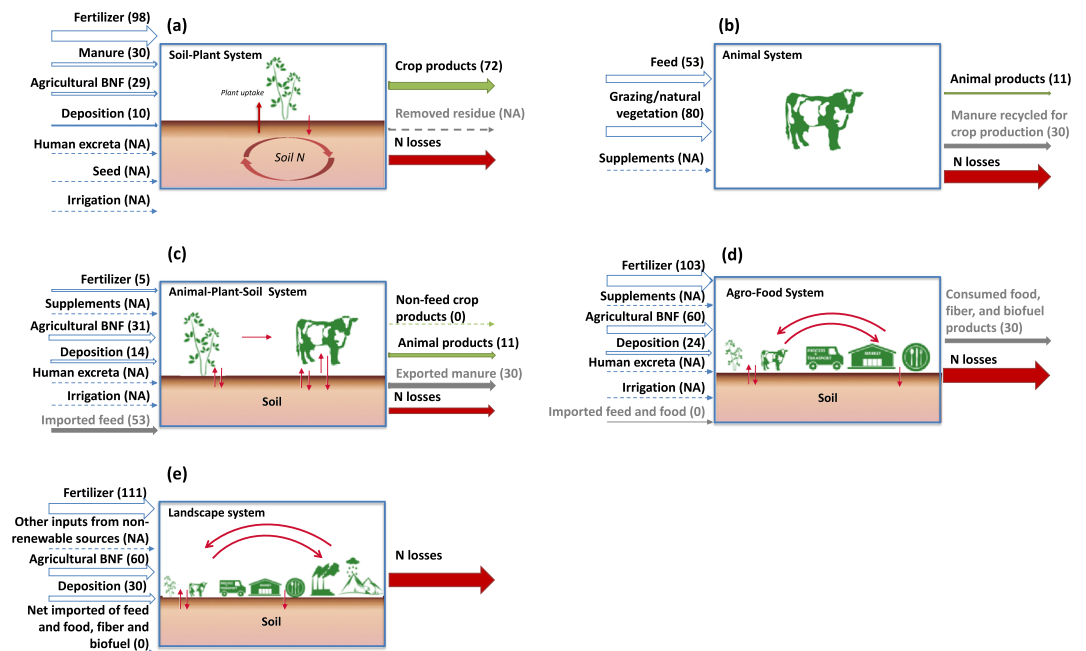 (a)
Fertilizer (98)
Manure (30)
Agricultural BNF (29)
Deposition (10)
Human excreta (NA)
Seed (NA)
Irrigation (NA)
Soil-Plant System
Plant uptake
Soil N
Crop products (72)
Removed residue (NA)
N losses
(b)
Animal System
Feed (53)
Grazing/natural
vegetation (80)
Supplements (NA)
Animal products (11)
Manure recycled for
crop production (30)
N losses
(c)
Fertilizer (5)
Supplements (NA)
Agricultural BNF (31)
Deposition (14)
Human excreta (NA)
Irrigation (NA)
Imported feed (53)
Animal-Plant-Soil System
Soil
Non-feed crop
products (0)
Animal products (11)
Exported manure (30)
N losses
(d)
Fertilizer (103)
Supplements (NA)
Agricultural BNF (60)
Deposition (24)
Human excreta (NA)
Irrigation (NA)
Imported feed and food (0)
Agro-Food System
MARKET
Soil
Consumed food,
fiber, and biofuel
products (30)
N losses
(e)
Fertilizer (111)
Other inputs from non-
renewable sources (NA)
Agricultural BNF (60)
Deposition (30)
Net imported of feed
and food, fiber and
biofuel (0)
Landscape system
Soil
N losses